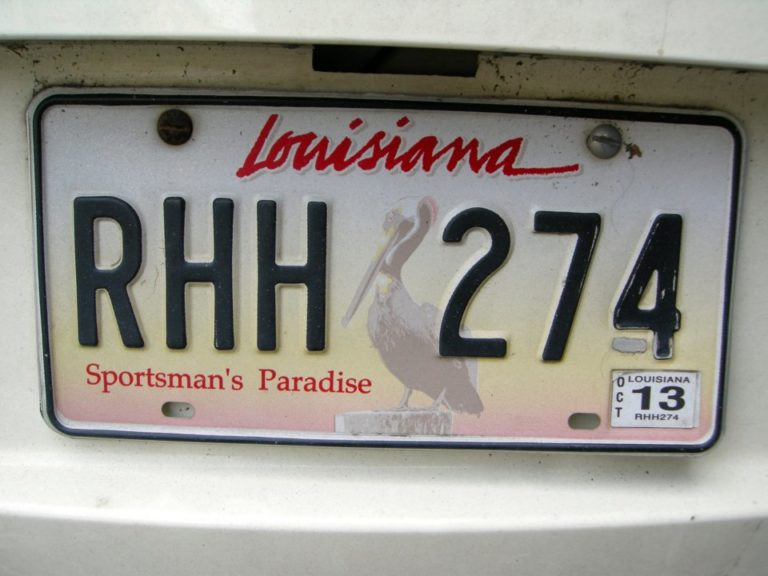 Louisiana
RHH 274
Sportsman's Paradise
OCT
LOUISIANA
13
RHH274